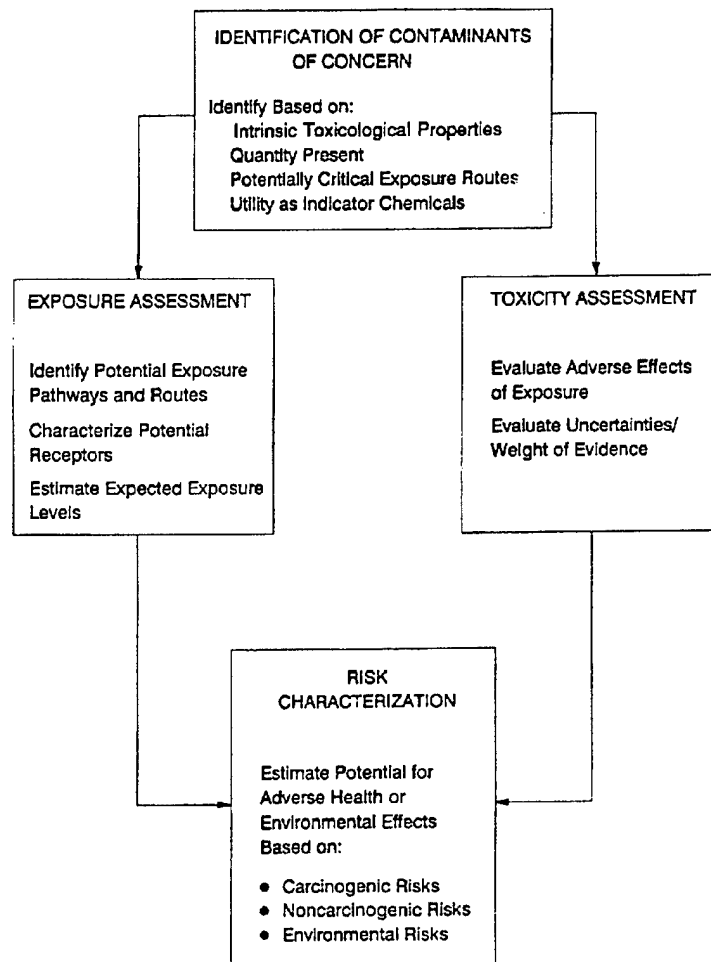 IDENTIFICATION OF CONTAMINANTS
OF CONCERN
Identify Based on:
Intrinsic Toxicological Properties
Quantity Present
Potentially Critical Exposure Routes
Utility as Indicator Chemicals
EXPOSURE ASSESSMENT
Identify Potential Exposure
Pathways and Routes
Characterize Potential
Receptors
Estimate Expected Exposure
Levels
TOXICITY ASSESSMENT
Evaluate Adverse Effects
of Exposure
Evaluate Uncertainties/
Weight of Evidence
RISK
CHARACTERIZATION
Estimate Potential for
Adverse Health or
Environmental Effects
Based on:
● Carcinogenic Risks
● Noncarcinogenic Risks
● Environmental Risks